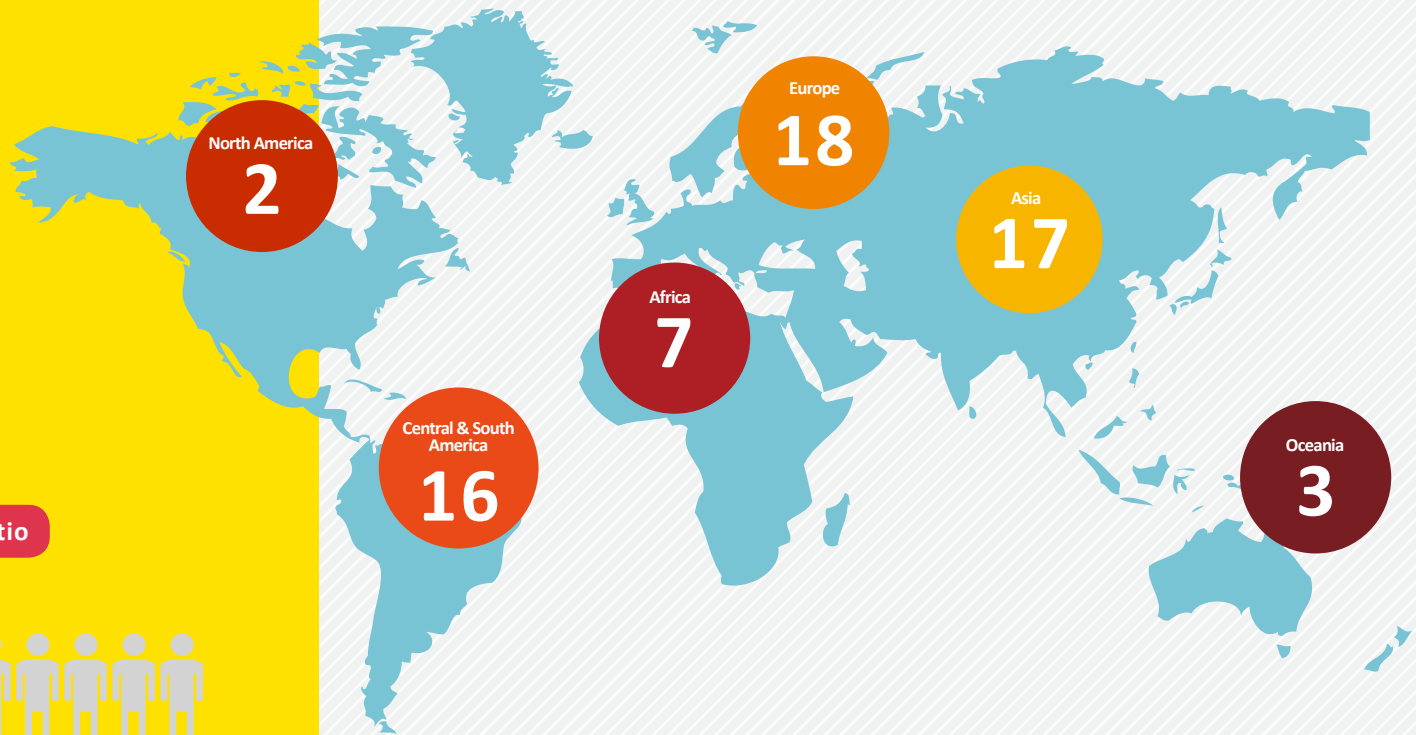 Europe
18
North America
2
Asia
17
Africa
7
Central & South
America
16
Oceania
3
tio